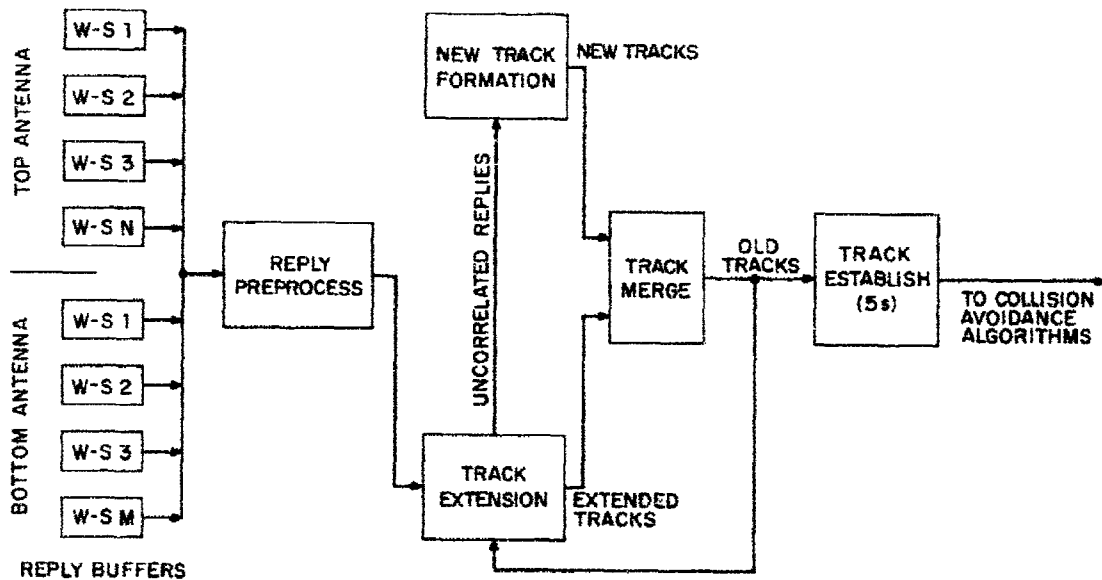 TOP ANTENNA
W-S 1
W-S 2
W-S 3
W-S N
BOTTOM ANTENNA
W-S 1
W-S 2
W-S 3
W-S M
REPLY BUFFERS
REPLY
PREPROCESS
NEW TRACK
FORMATION
NEW TRACKS
UNCORRELATED REPLIES
TRACK
EXTENSION
EXTENDED
TRACKS
TRACK
MERGE
OLD
TRACKS
TRACK
ESTABLISH
(5s)
TO COLLISION
AVOIDANCE
ALGORITHMS